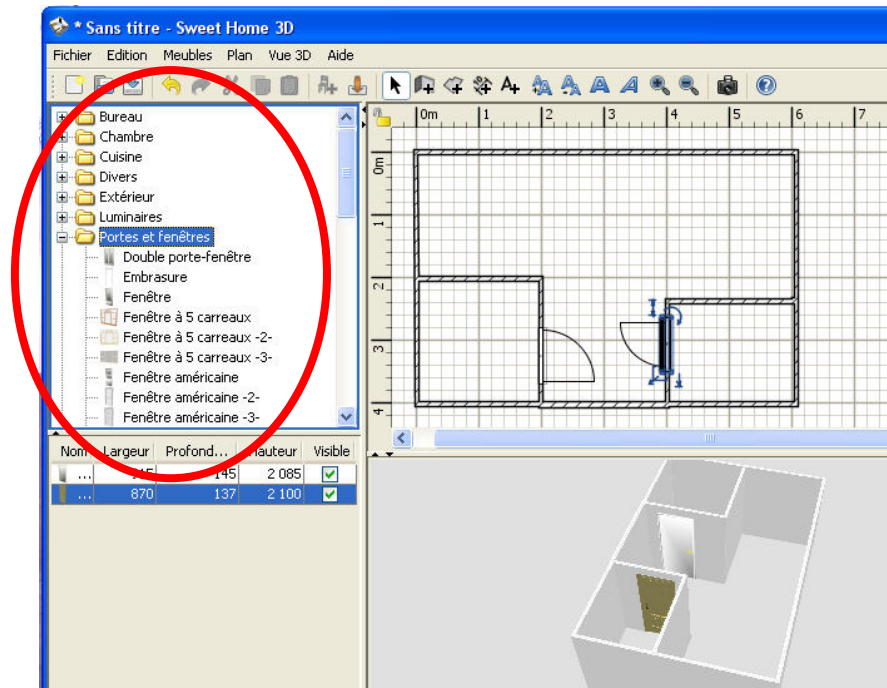 * Sans titre - Sweet Home 3D
Fichier Edition Meubles Plan Vue 3D Aide
Bureau
Chambre
Cuisine
Divers
Extérieur
Luminaires
Portes et fenêtres
Double porte-fenêtre
Embrasure
Fenêtre
Fenêtre à 5 carreaux
Fenêtre à 5 carreaux -2-
Fenêtre à 5 carreaux -3-
Fenêtre américaine
Fenêtre américaine -2-
Fenêtre américaine -3-
0m 1 2 3 4 5 6 7
0m
1
2
3
4
Nom Largeur Profond... Hauteur Visible
... 145 2 085
... 870 137 2 100